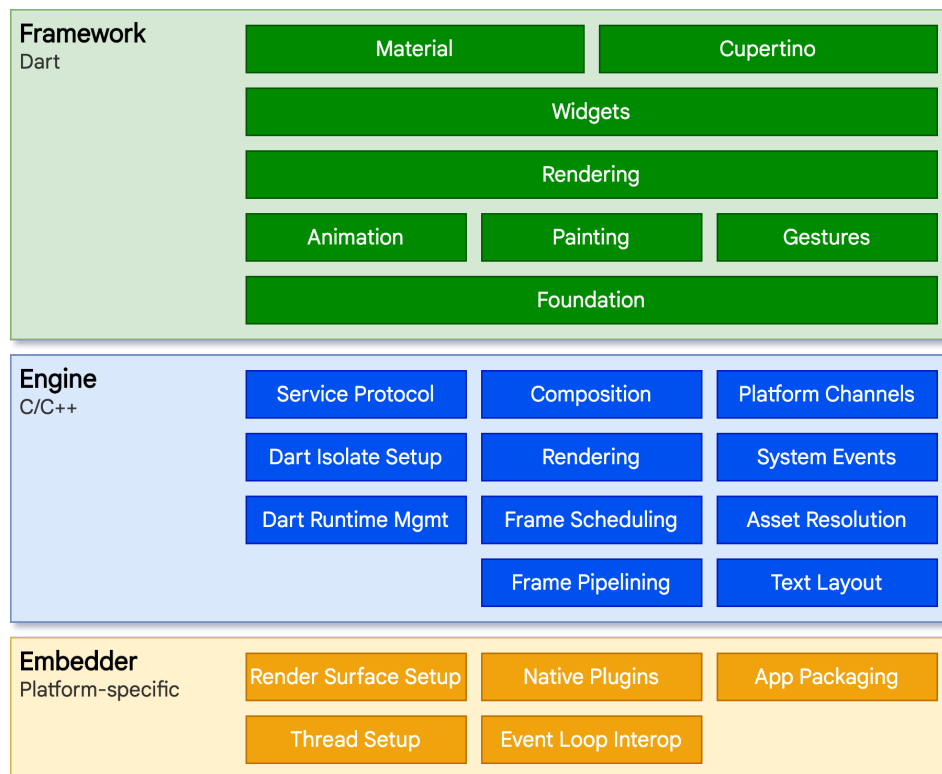 Framework
Dart
Material
Cupertino
Widgets
Rendering
Animation
Painting
Gestures
Foundation
Engine
C/C++
Service Protocol
Composition
Platform Channels
Dart Isolate Setup
Rendering
System Events
Dart Runtime Mgmt
Frame Scheduling
Asset Resolution
Frame Pipelining
Text Layout
Embedder
Platform-specific
Render Surface Setup
Native Plugins
App Packaging
Thread Setup
Event Loop Interop